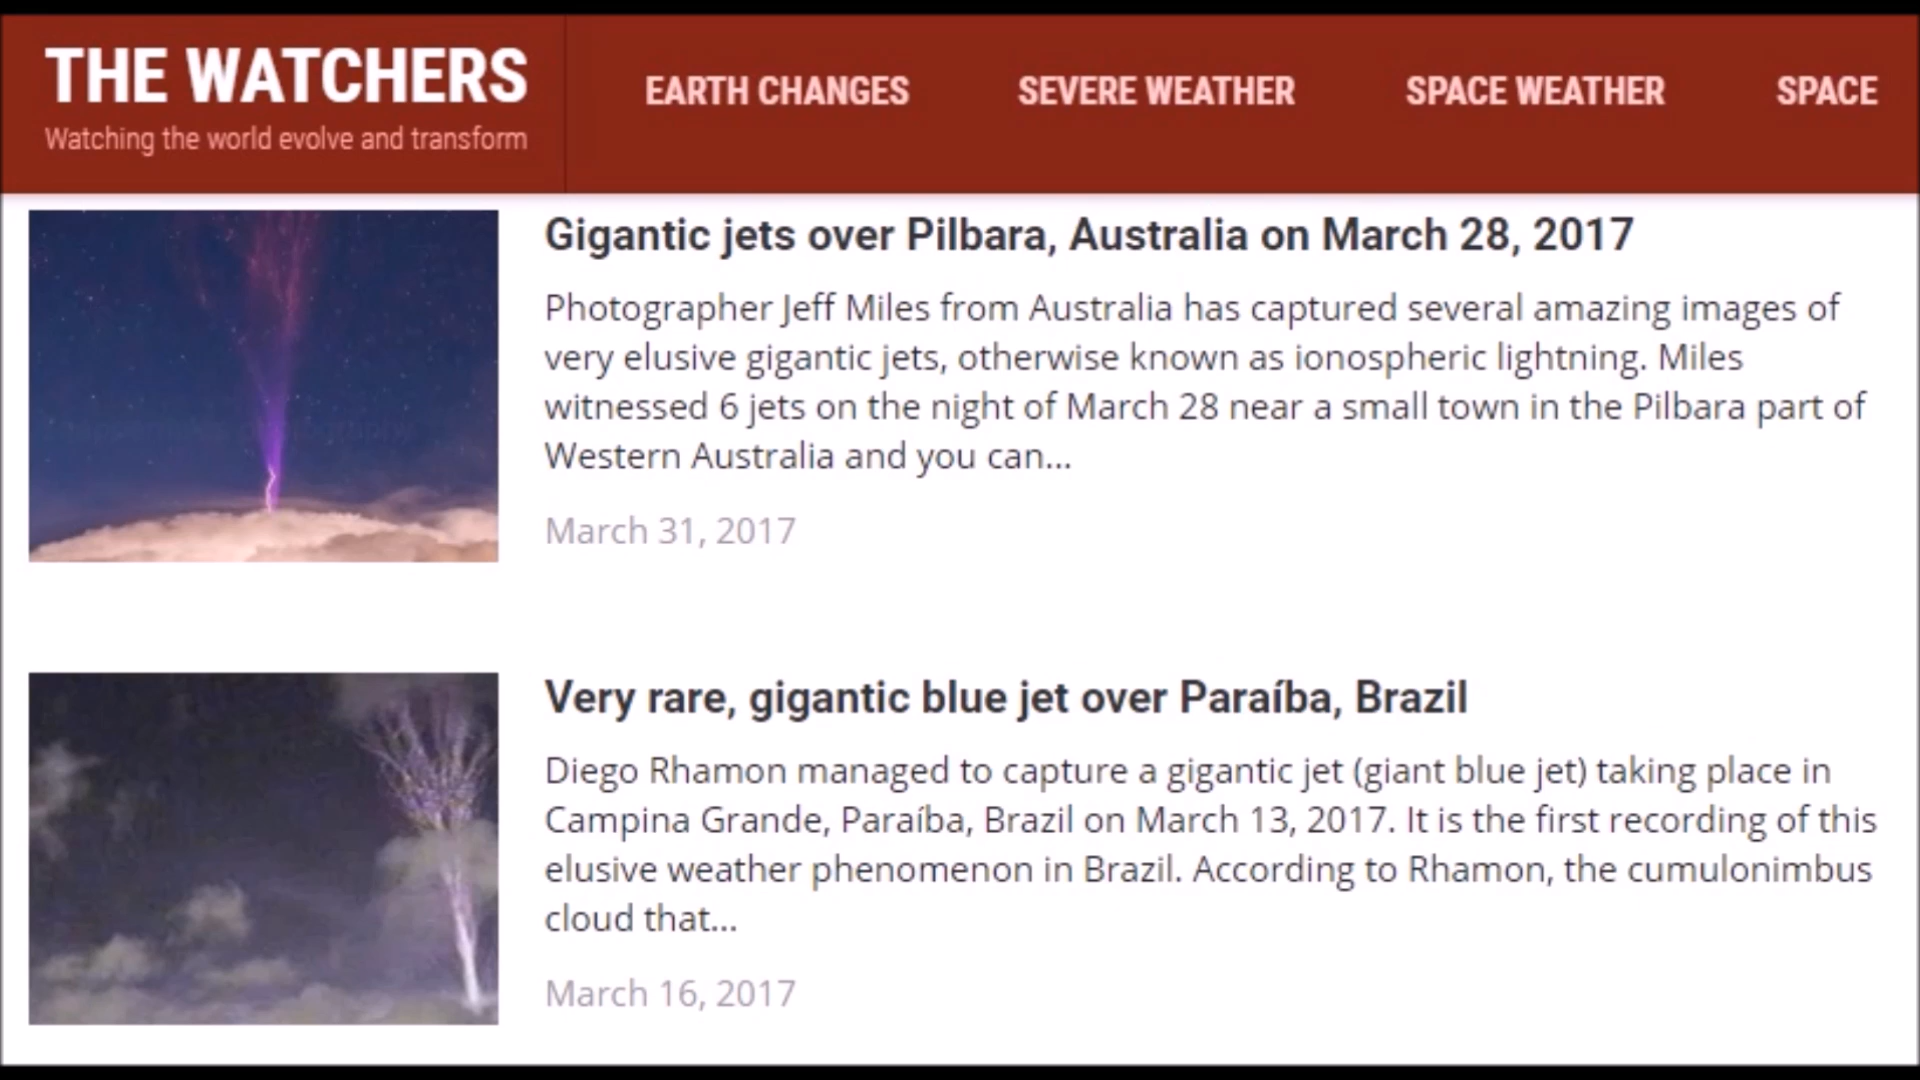 THE WATCHERS
Watching the world evolve and transform
EARTH CHANGES
SEVERE WEATHER
SPACE WEATHER
SPACE
Gigantic jets over Pilbara, Australia on March 28, 2017
Photographer Jeff Miles from Australia has captured several amazing images of
very elusive gigantic jets, otherwise known as ionospheric lightning. Miles
witnessed 6 jets on the night of March 28 near a small town in the Pilbara part of
Western Australia and you can...
March 31, 2017
Very rare, gigantic blue jet over Paraíba, Brazil
Diego Rhamon managed to capture a gigantic jet (giant blue jet) taking place in
Campina Grande, Paraíba, Brazil on March 13, 2017. It is the first recording of this
elusive weather phenomenon in Brazil. According to Rhamon, the cumulonimbus
cloud that...
March 16, 2017